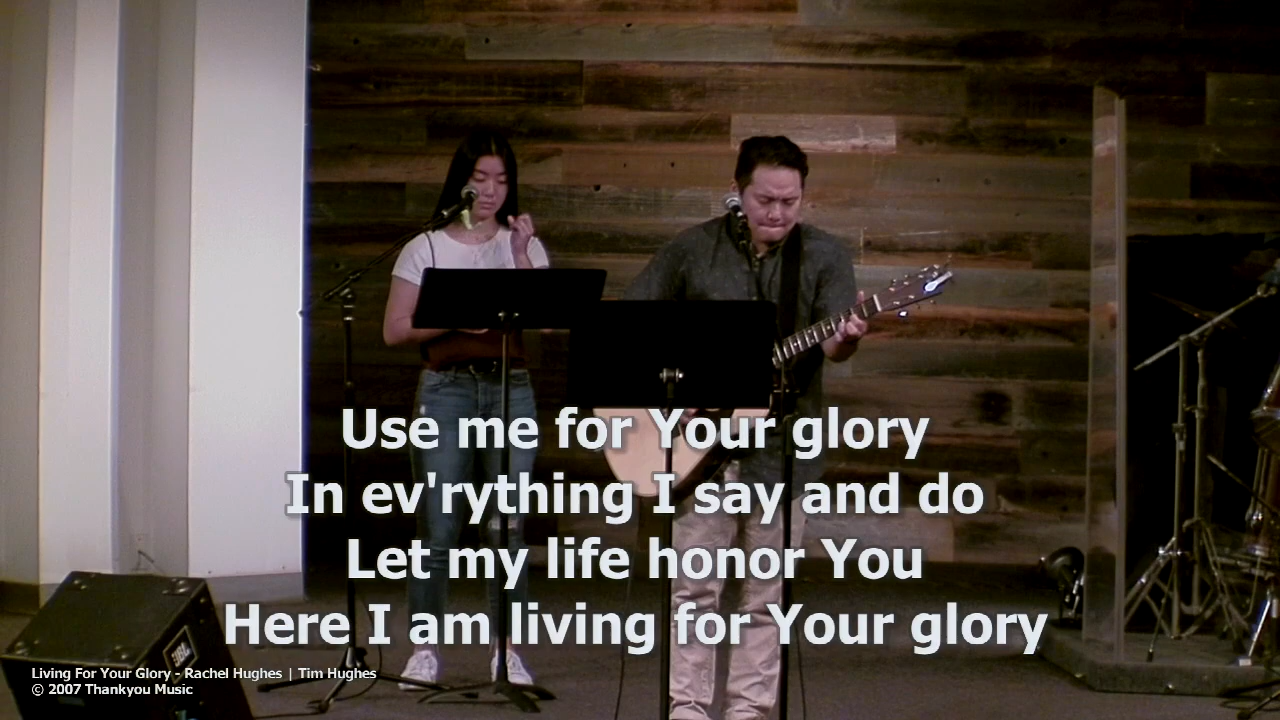 Use me for Your glory
In ev'rything I say and do
Let my life honor You
Here I am living for Your glory
JBL
Living For Your Glory - Rachel Hughes | Tim Hughes
© 2007 Thankyou Music